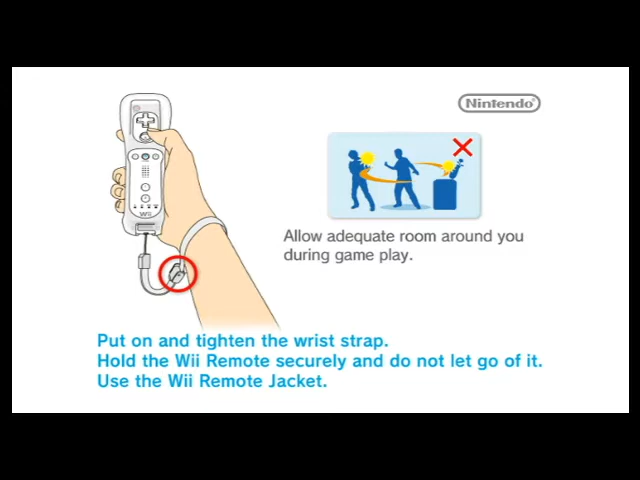 Nintendo®
Wii
Allow adequate room around you
during game play.
Put on and tighten the wrist strap.
Hold the Wii Remote securely and do not let go of it.
Use the Wii Remote Jacket.